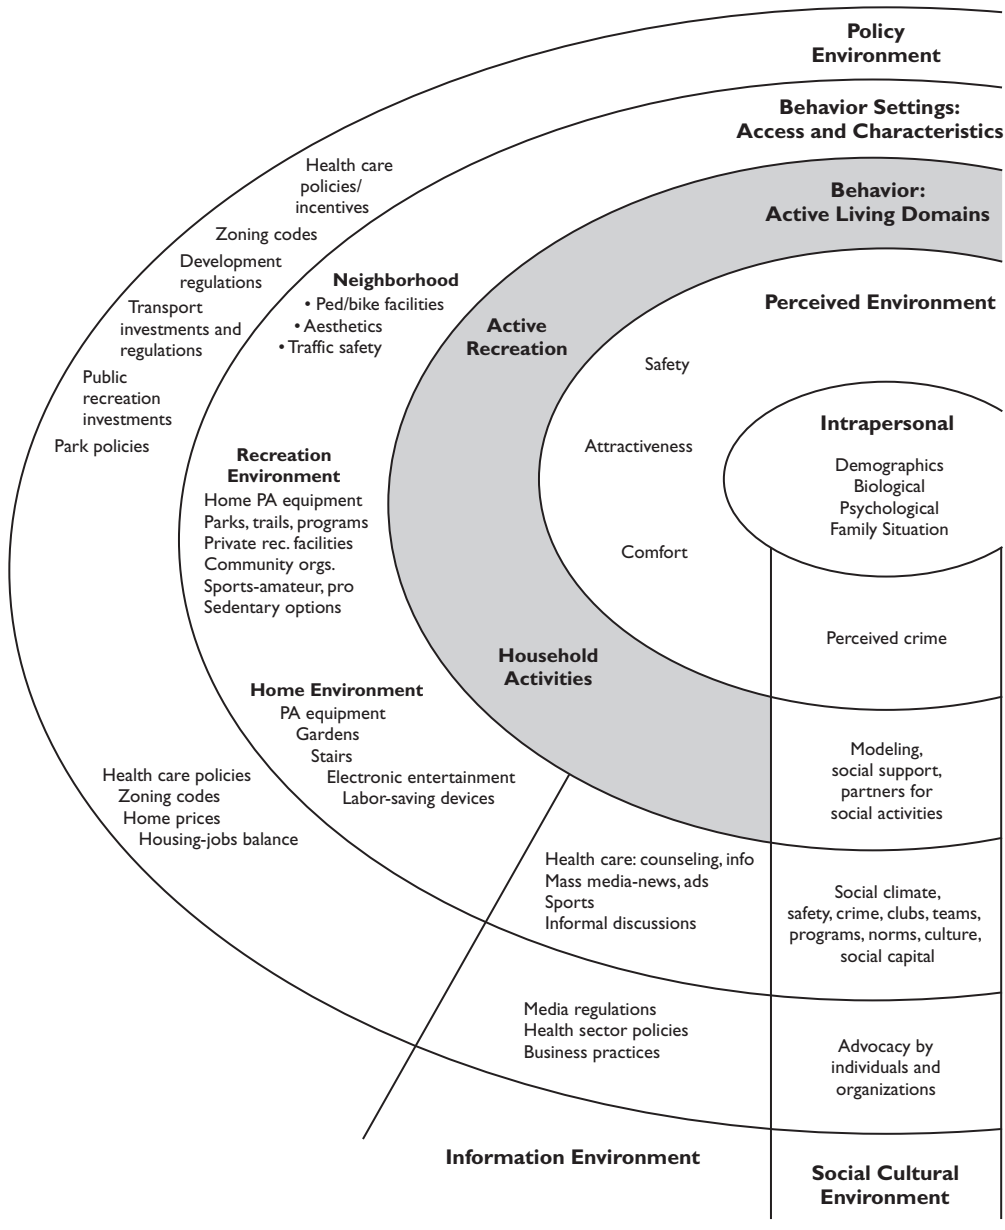 Policy
Environment
Behavior Settings:
Access and Characteristics
Behavior:
Active Living Domains
Perceived Environment
Health care
policies/
incentives
Zoning codes
Development
regulations
Transport
investments and
regulations
Public
recreation
investments
Park policies
Neighborhood
• Ped/bike facilities
• Aesthetics
• Traffic safety
Recreation
Environment
Home PA equipment
Parks, trails, programs
Private rec. facilities
Community orgs.
Sports-amateur, pro
Sedentary options
Active
Recreation
Safety
Attractiveness
Comfort
Intrapersonal
Demographics
Biological
Psychological
Family Situation
Perceived crime
Household
Activities
Home Environment
PA equipment
Gardens
Stairs
Electronic entertainment
Labor-saving devices
Health care policies
Zoning codes
Home prices
Housing-jobs balance
Modeling,
social support,
partners for
social activities
Health care: counseling, info
Mass media-news, ads
Sports
Informal discussions
Social climate,
safety, crime, clubs, teams,
programs, norms, culture,
social capital
Media regulations
Health sector policies
Business practices
Advocacy by
individuals and
organizations
Information Environment
Social Cultural
Environment